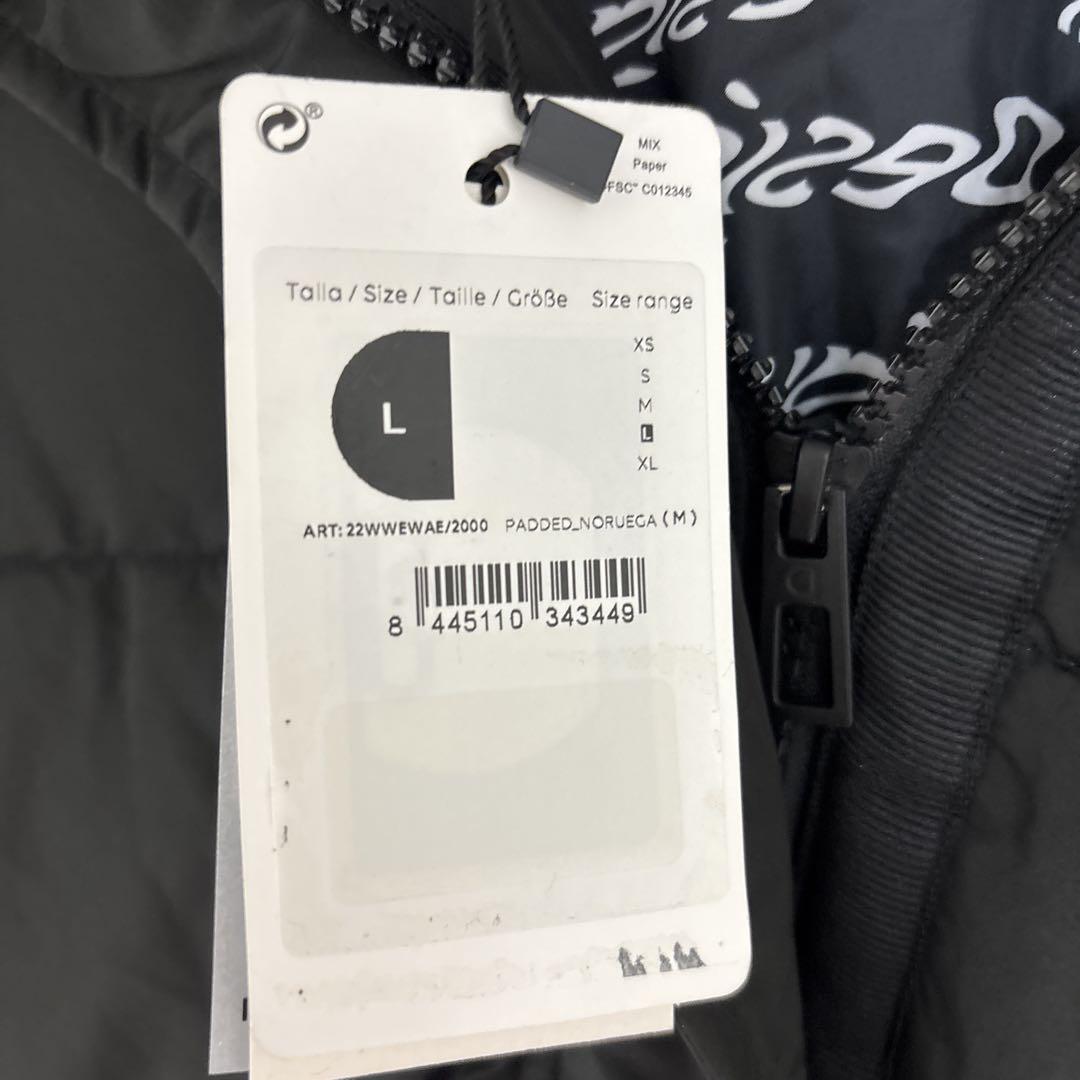 ®
MIX
Paper
FSC™ C012345
Talla / Size / Taille / Größe Size range
XS
S
M
L
XL
L
ART: 22WWEWAE/2000 PADDED_NORUEGA (M)
8 445110 343449